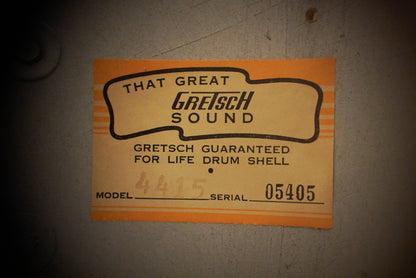 THAT GREAT
GRETSCH
SOUND
GRETSCH GUARANTEED
FOR LIFE DRUM SHELL
MODEL 4415 SERIAL 05405